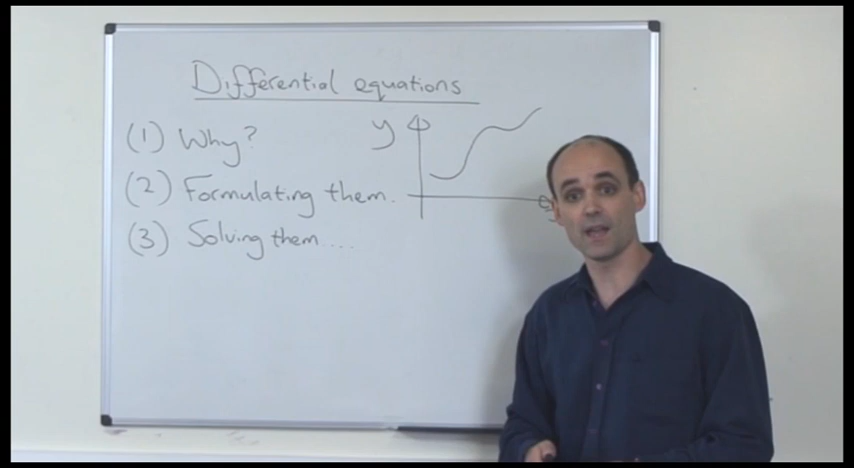 Differential equations
(1) Why?
y
(2) Formulating them.
(3) Solving them....